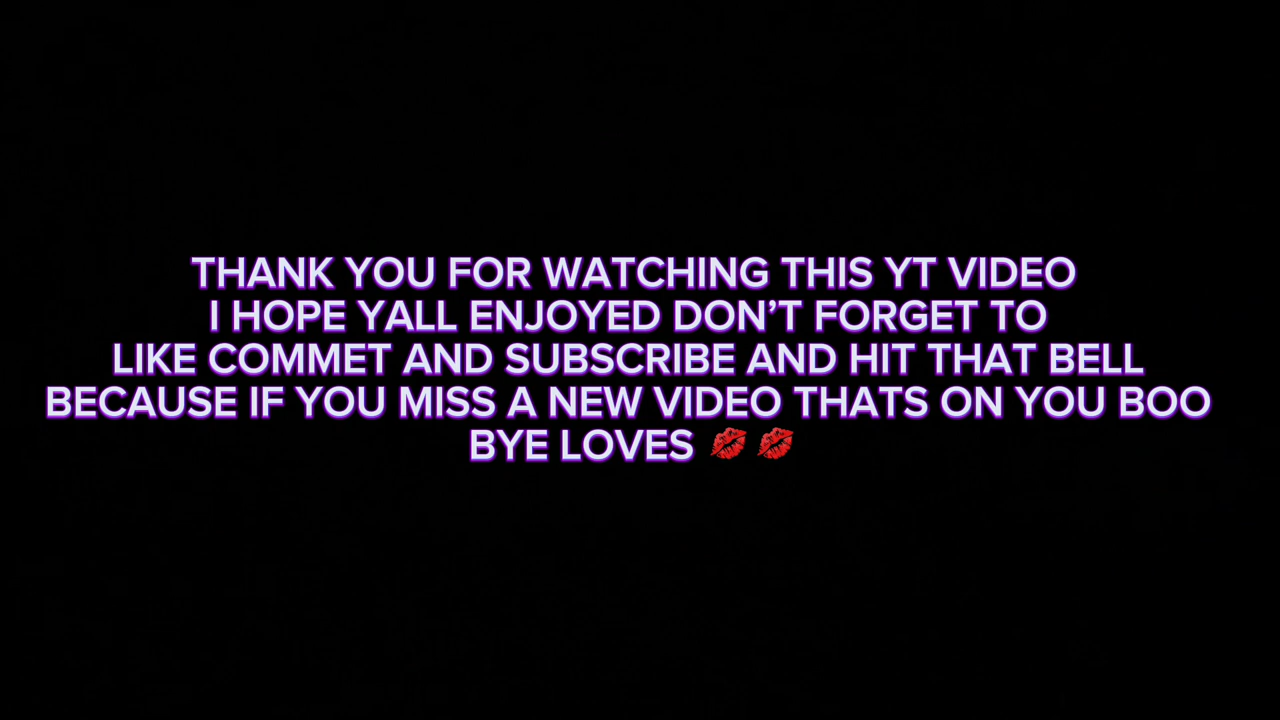 THANK YOU FOR WATCHING THIS YT VIDEO
I HOPE YALL ENJOYED DON’T FORGET TO
LIKE COMMET AND SUBSCRIBE AND HIT THAT BELL
BECAUSE IF YOU MISS A NEW VIDEO THATS ON YOU BOO
BYE LOVES 💋 💋